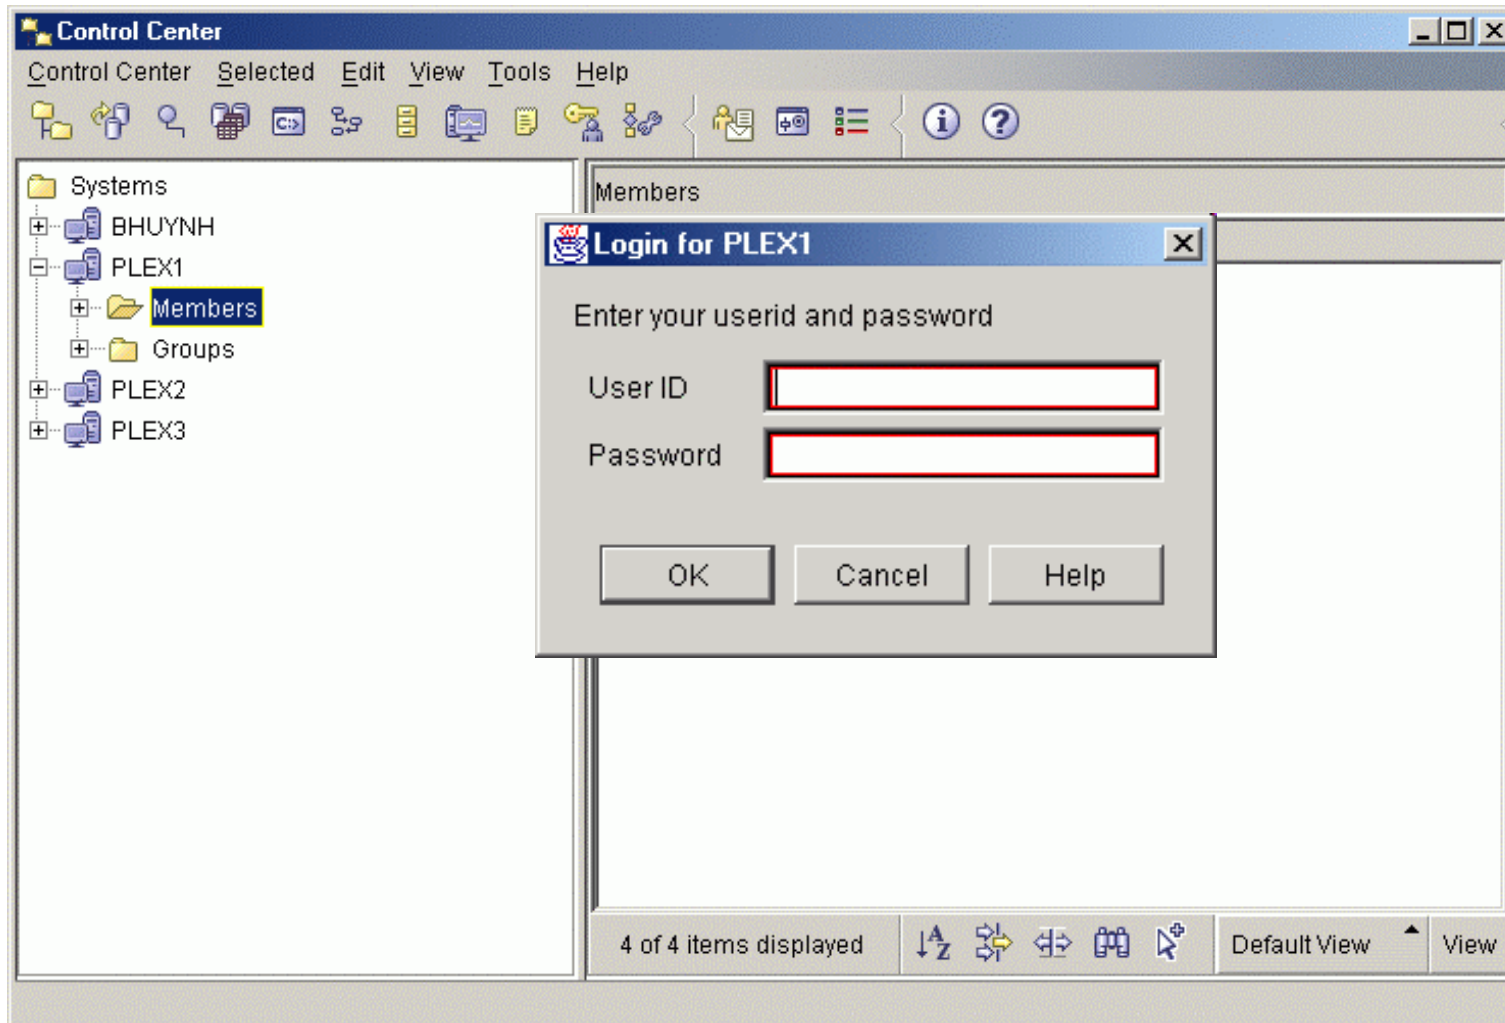 Control Center
Control Center Selected Edit View Tools Help
C:>
Systems
BHUYNH
PLEX1
Members
Groups
PLEX2
PLEX3
Members
Login for PLEX1
Enter your userid and password
User ID
Password
OK Cancel Help
4 of 4 items displayed
A
Z
Default View
View